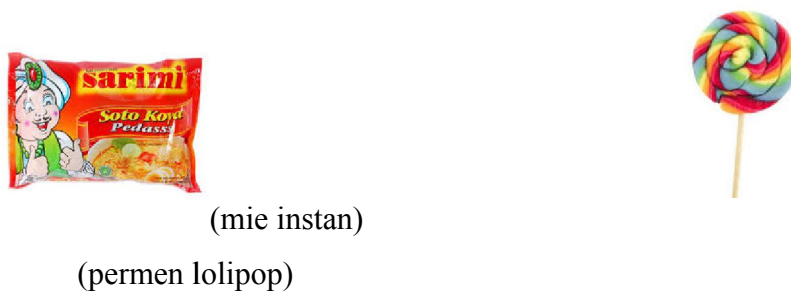 sarimi
Soto Koya
Pedasss
(mie instan)
(permen lolipop)